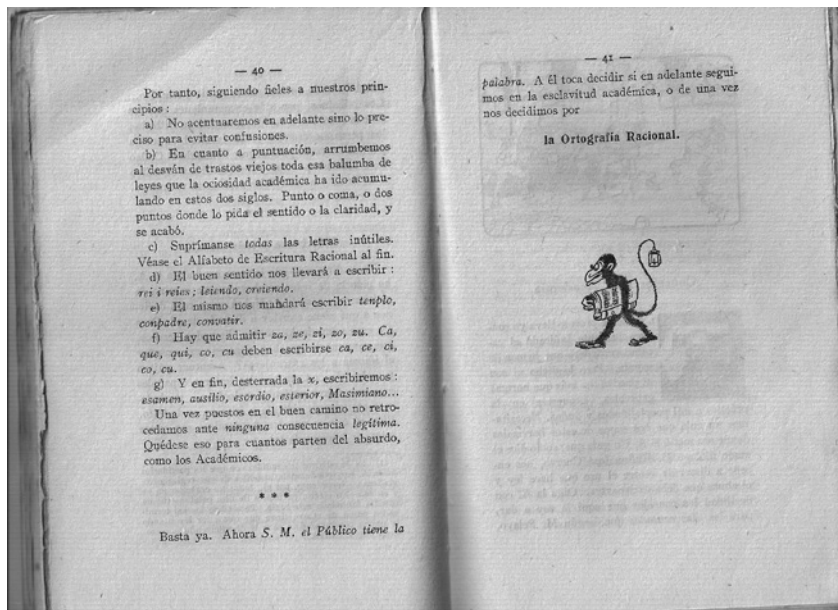 — 40 —
Por tanto, siguiendo fieles a nuestros prin-
cipios :
a) No acentuaremos en adelante sino lo pre-
ciso para evitar confusiones.
b) En cuanto a puntuación, arrumbemos
al desván de trastos viejos toda esa balumba de
leyes que la ociosidad académica ha ido acumu-
lando en estos dos siglos. Punto o coma, o dos
puntos donde lo pida el sentido o la claridad, y
se acabó.
c) Suprímanse todas las letras inútiles.
Véase el Alfabeto de Escritura Racional al fin.
d) El buen sentido nos llevará a escribir :
rei i reies ; leiendo, creiendo.
e) El mismo nos mandará escribir tenplo,
conpadre, convatir.
f) Hay que admitir za, ze, zi, zo, zu. Ca,
que, qui, co, cu deben escribirse ca, ce, ci,
co, cu.
g) Y en fin, desterrada la x, escribiremos :
esamen, ausilio, esordio, esterior, Masimiano...
Una vez puestos en el buen camino no retro-
cedamos ante ninguna consecuencia legítima.
Quédese eso para cuantos parten del absurdo,
como los Académicos.
* * *
Basta ya. Ahora S. M. el Público tiene la
— 41 —
palabra. A él toca decidir si en adelante segui-
mos en la esclavitud académica, o de una vez
nos decidimos por
la Ortografía Racional.